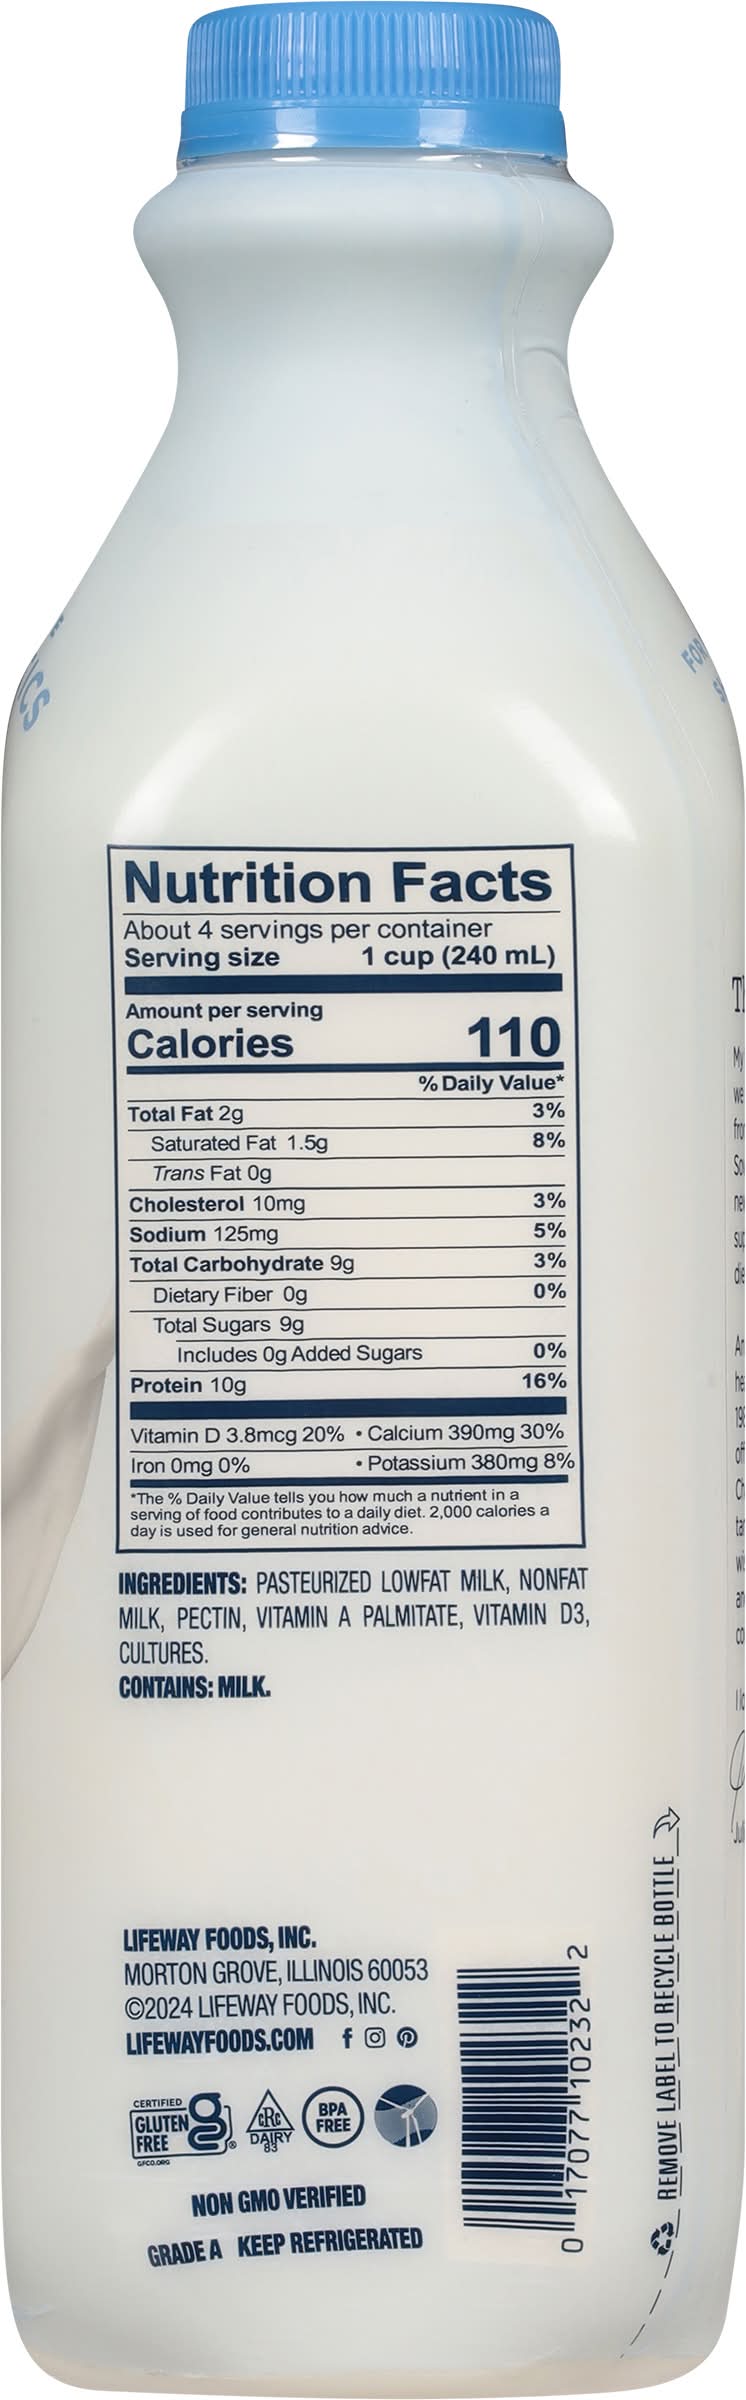 ICS
FOR
Nutrition Facts
About 4 servings per container
Serving size 1 cup (240 mL)
Amount per serving
Calories 110
% Daily Value*
Total Fat 2g 3%
Saturated Fat 1.5g 8%
Trans Fat 0g
Cholesterol 10mg 3%
Sodium 125mg 5%
Total Carbohydrate 9g 3%
Dietary Fiber 0g 0%
Total Sugars 9g
Includes 0g Added Sugars 0%
Protein 10g 16%
Vitamin D 3.8mcg 20% • Calcium 390mg 30%
Iron 0mg 0% • Potassium 380mg 8%
*The % Daily Value tells you how much a nutrient in a
serving of food contributes to a daily diet. 2,000 calories a
day is used for general nutrition advice.
INGREDIENTS: PASTEURIZED LOWFAT MILK, NONFAT
MILK, PECTIN, VITAMIN A PALMITATE, VITAMIN D3,
CULTURES.
CONTAINS: MILK.
LIFEWAY FOODS, INC.
MORTON GROVE, ILLINOIS 60053
©2024 LIFEWAY FOODS, INC.
LIFEWAYFOODS.COM
CERTIFIED
GLUTEN
FREE
GFCO.ORG
cRc
DAIRY
83
BPA
FREE
NON GMO VERIFIED
GRADE A KEEP REFRIGERATED
0 17077 10232 2
REMOVE LABEL TO RECYCLE BOTTLE
My
we